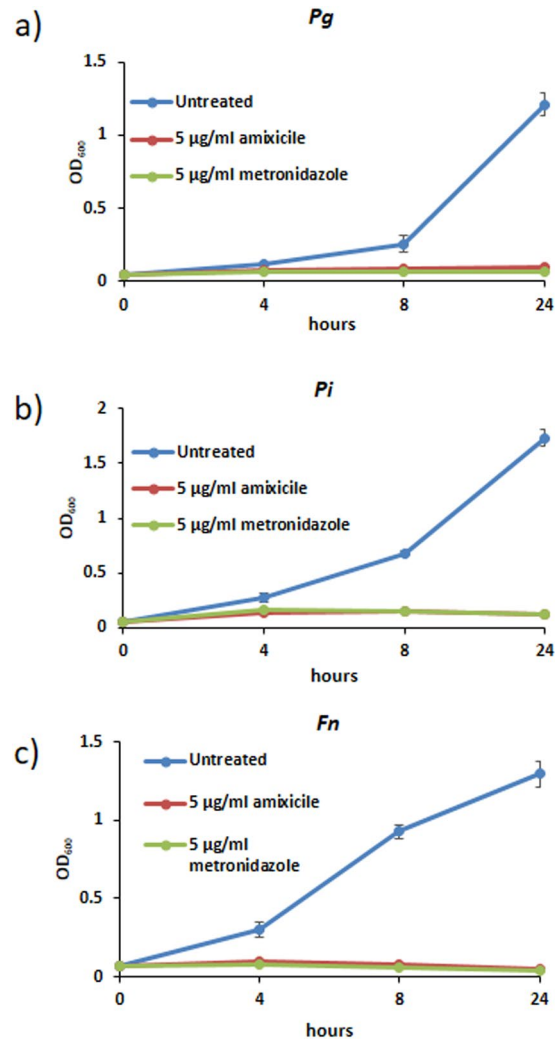 a)
Pg
1.5
1
0.5
0
OD600
Untreated
5 µg/ml amixicile
5 µg/ml metronidazole
0 4 8 24
hours
b)
Pi
2
1.5
1
0.5
0
OD600
Untreated
5 µg/ml amixicile
5 µg/ml metronidazole
0 4 8 24
hours
c)
Fn
1.5
1
0.5
0
OD600
Untreated
5 µg/ml amixicile
5 µg/ml
metronidazole
0 4 8 24
hours